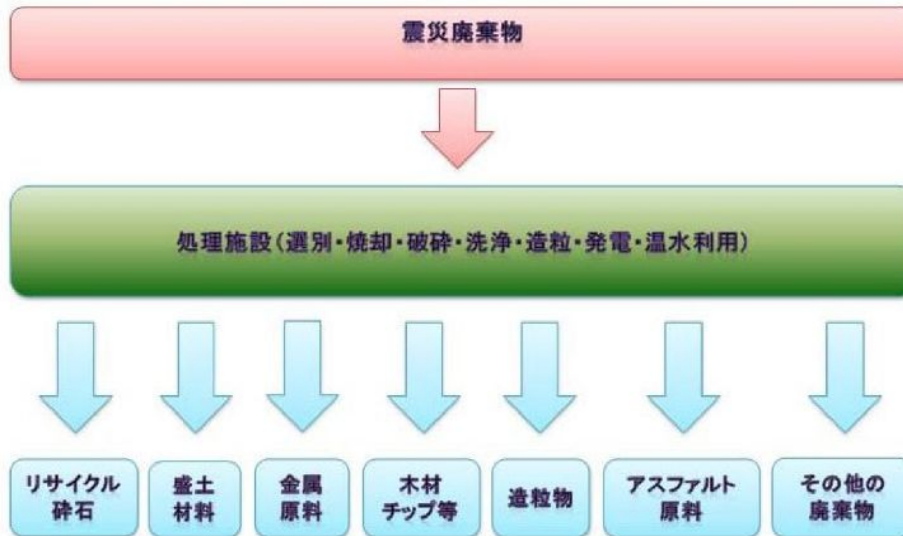 震災廃棄物
処理施設(選別・焼却・破砕・洗浄・造粒・発電・温水利用)
リサイクル
砕石
盛土
材料
金属
原料
木材
チップ等
造粒物
アスファルト
原料
その他の
廃棄物